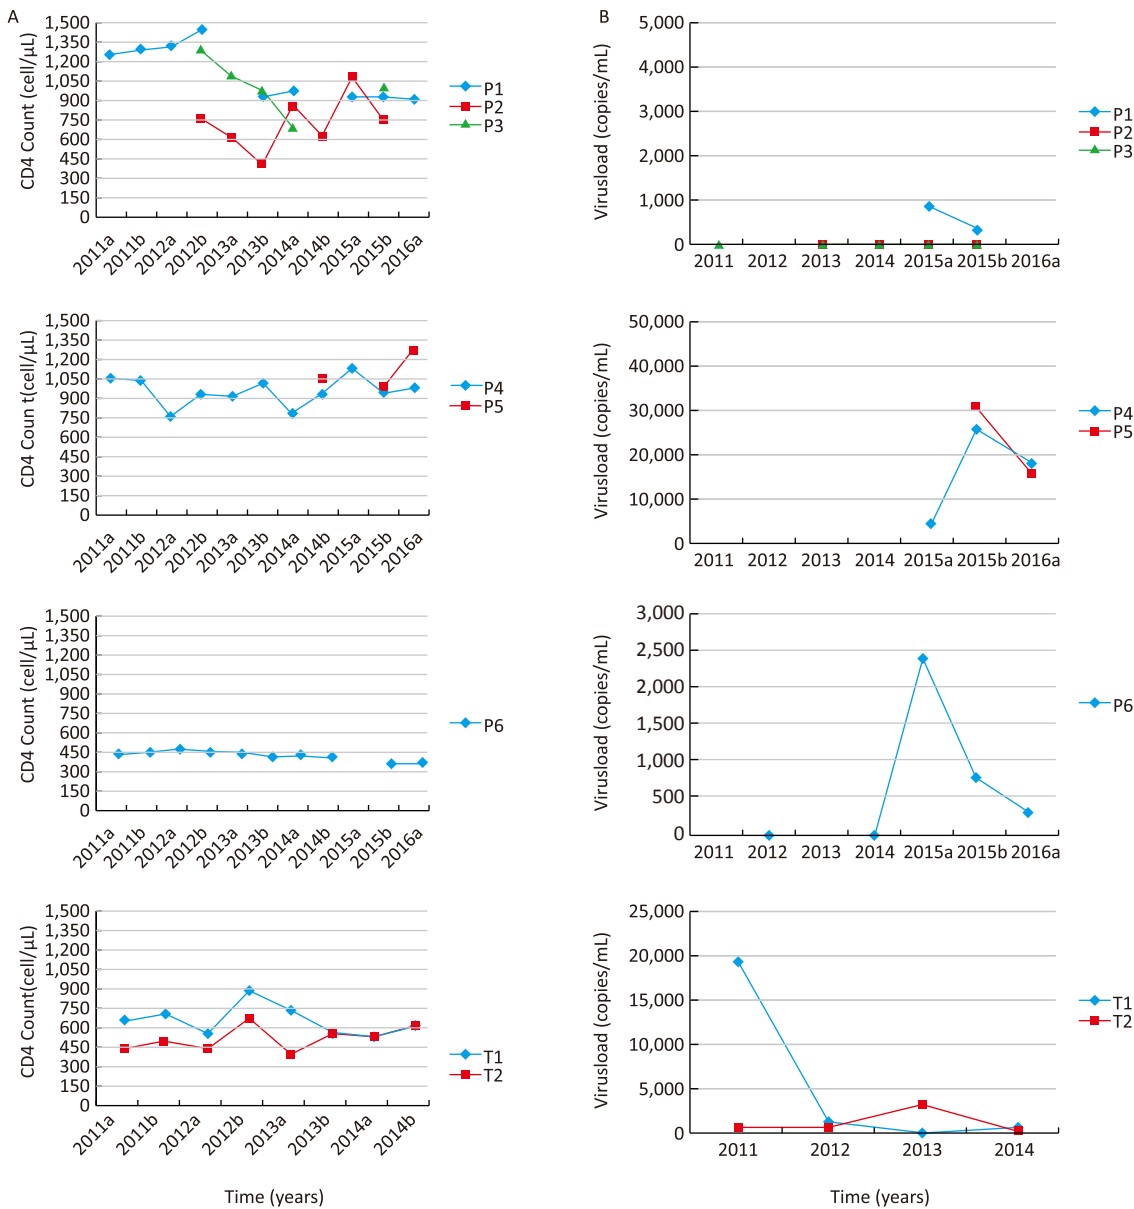 A
CD4 Count (cell/µL)
1,500
1,350
1,200
1,050
900
750
600
450
300
150
0
2011a 2011b 2012a 2012b 2013a 2013b 2014a 2014b 2015a 2015b 2016a
P1
P2
P3
B
Virusload (copies/mL)
5,000
4,000
3,000
2,000
1,000
0
2011 2012 2013 2014 2015a 2015b 2016a
P1
P2
P3
CD4 Coun t(cell/µL)
1,500
1,350
1,200
1,050
900
750
600
450
300
150
0
2011a 2011b 2012a 2012b 2013a 2013b 2014a 2014b 2015a 2015b 2016a
P4
P5
Virusload (copies/mL)
50,000
40,000
30,000
20,000
10,000
0
2011 2012 2013 2014 2015a 2015b 2016a
P4
P5
CD4 Count (cell/µL)
1,500
1,350
1,200
1,050
900
750
600
450
300
150
0
2011a 2011b 2012a 2012b 2013a 2013b 2014a 2014b 2015a 2015b 2016a
P6
Virusload (copies/mL)
3,000
2,500
2,000
1,500
1,000
500
0
2011 2012 2013 2014 2015a 2015b 2016a
P6
CD4 Count(cell/µL)
1,500
1,350
1,200
1,050
900
750
600
450
300
150
0
2011a 2011b 2012a 2012b 2013a 2013b 2014a 2014b
T1
T2
Time (years)
Virusload (copies/mL)
25,000
20,000
15,000
10,000
5,000
0
2011 2012 2013 2014
T1
T2
Time (years)